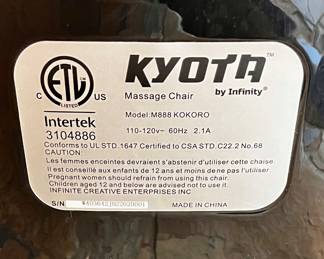 KYOTA™
by Infinity®
C ETL US
LISTED
Massage Chair
Intertek
3104886
Model:M888 KOKORO
110-120v~ 60Hz 2.1A
Conforms to UL STD.1647 Certified to CSA STD.C22.2 No.68
CAUTION:
Les femmes enceintes devraient s'abstenir d'utiliser cette chaise
Il est conseillé aux enfants de 12 ans et moins de ne pas l'utiliser
Pregnant women should refrain from using this chair.
Children aged 12 and below are advised not to use it.
INFINITE CREATIVE ENTERPRISES INC
S/N
MADE IN CHINA